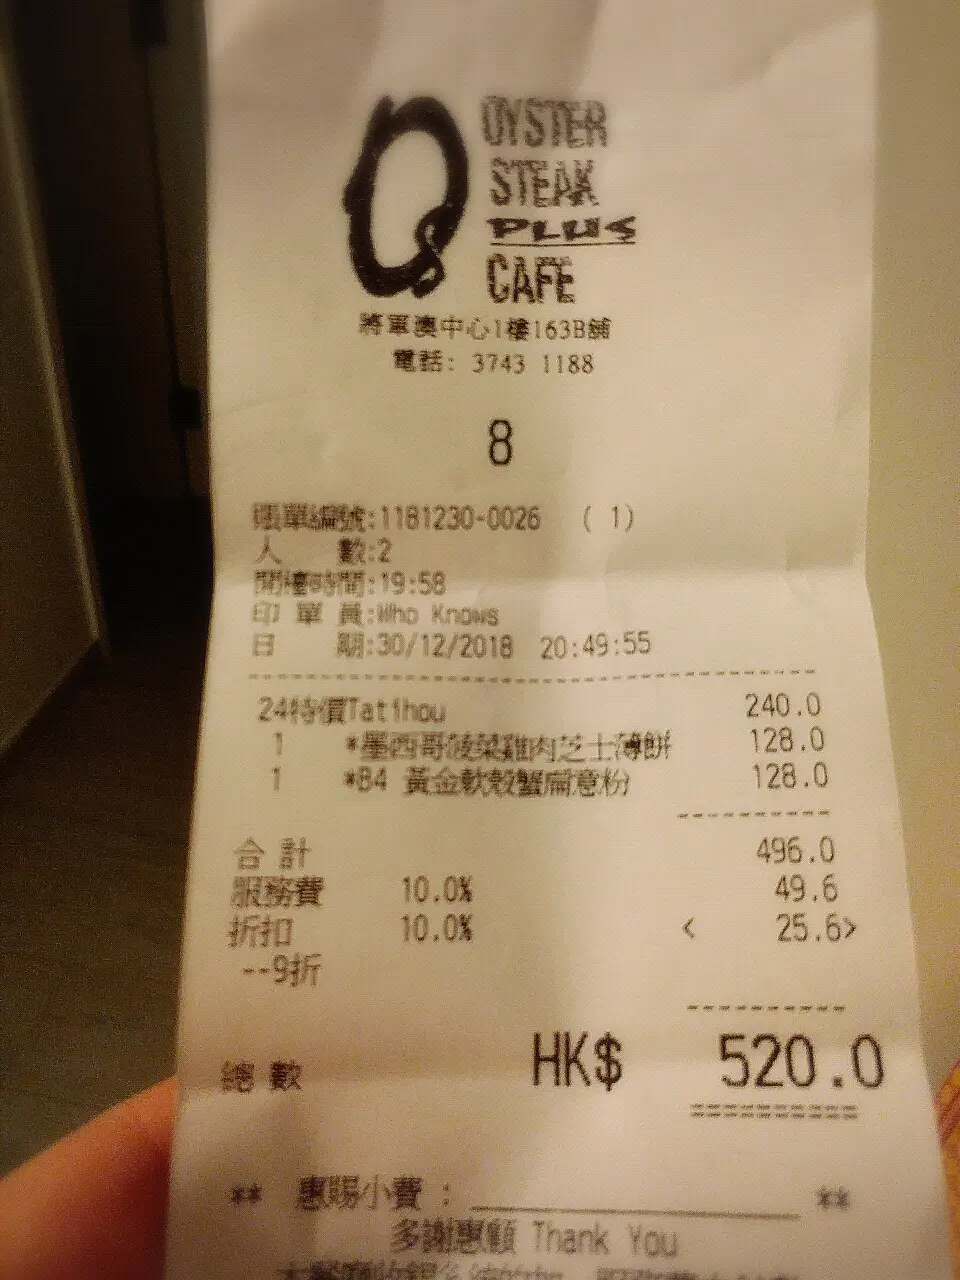 OYSTER
STEAK
PLUS
CAFE
將軍澳中心1樓163B舖
電話: 3743 1188
8
賬單編號:1181230-0026 ( 1)
人 數:2
開檯時間:19:58
印 單 員:Who Knows
日 期:30/12/2018 20:49:55
24特價Tatihou 240.0
1 *墨西哥菠菜雞肉芝士薄餅 128.0
1 *B4 黃金軟殼蟹扁意粉 128.0
合 計 496.0
服務費 10.0% 49.6
折扣 10.0% < 25.6>
--9折
總 數 HK$ 520.0
** 惠賜小費 : **
多謝惠顧 Thank You